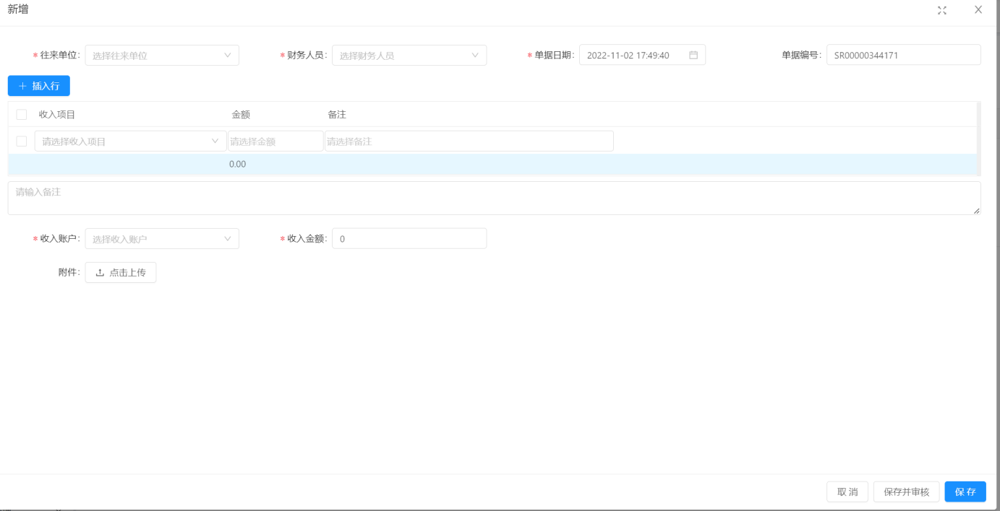 新增
* 往来单位: 选择往来单位 * 财务人员: 选择财务人员 * 单据日期: 2022-11-02 17:49:40 单据编号: SR00000344171
+ 插入行
收入项目 金额 备注
请选择收入项目 请选择金额 请选择备注
0.00
请输入备注
* 收入账户: 选择收入账户 * 收入金额: 0
附件: 点击上传
取消 保存并审核 保存